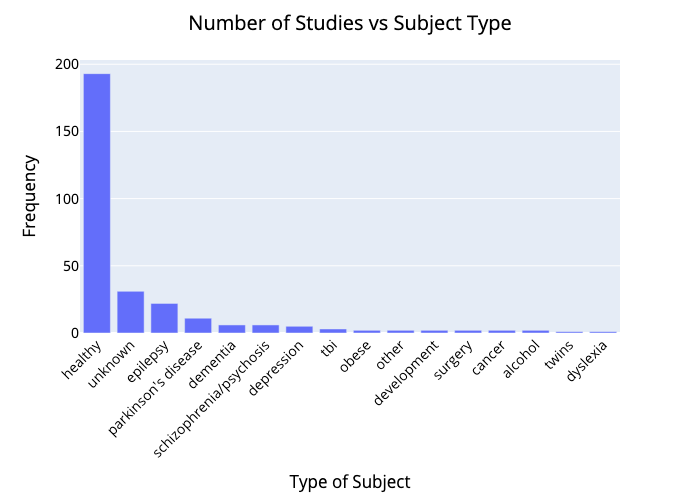 Number of Studies vs Subject Type
Frequency
200
150
100
50
0
healthy
unknown
epilepsy
parkinson's disease
dementia
schizophrenia/psychosis
depression
tbi
obese
other
development
surgery
cancer
alcohol
twins
dyslexia
Type of Subject